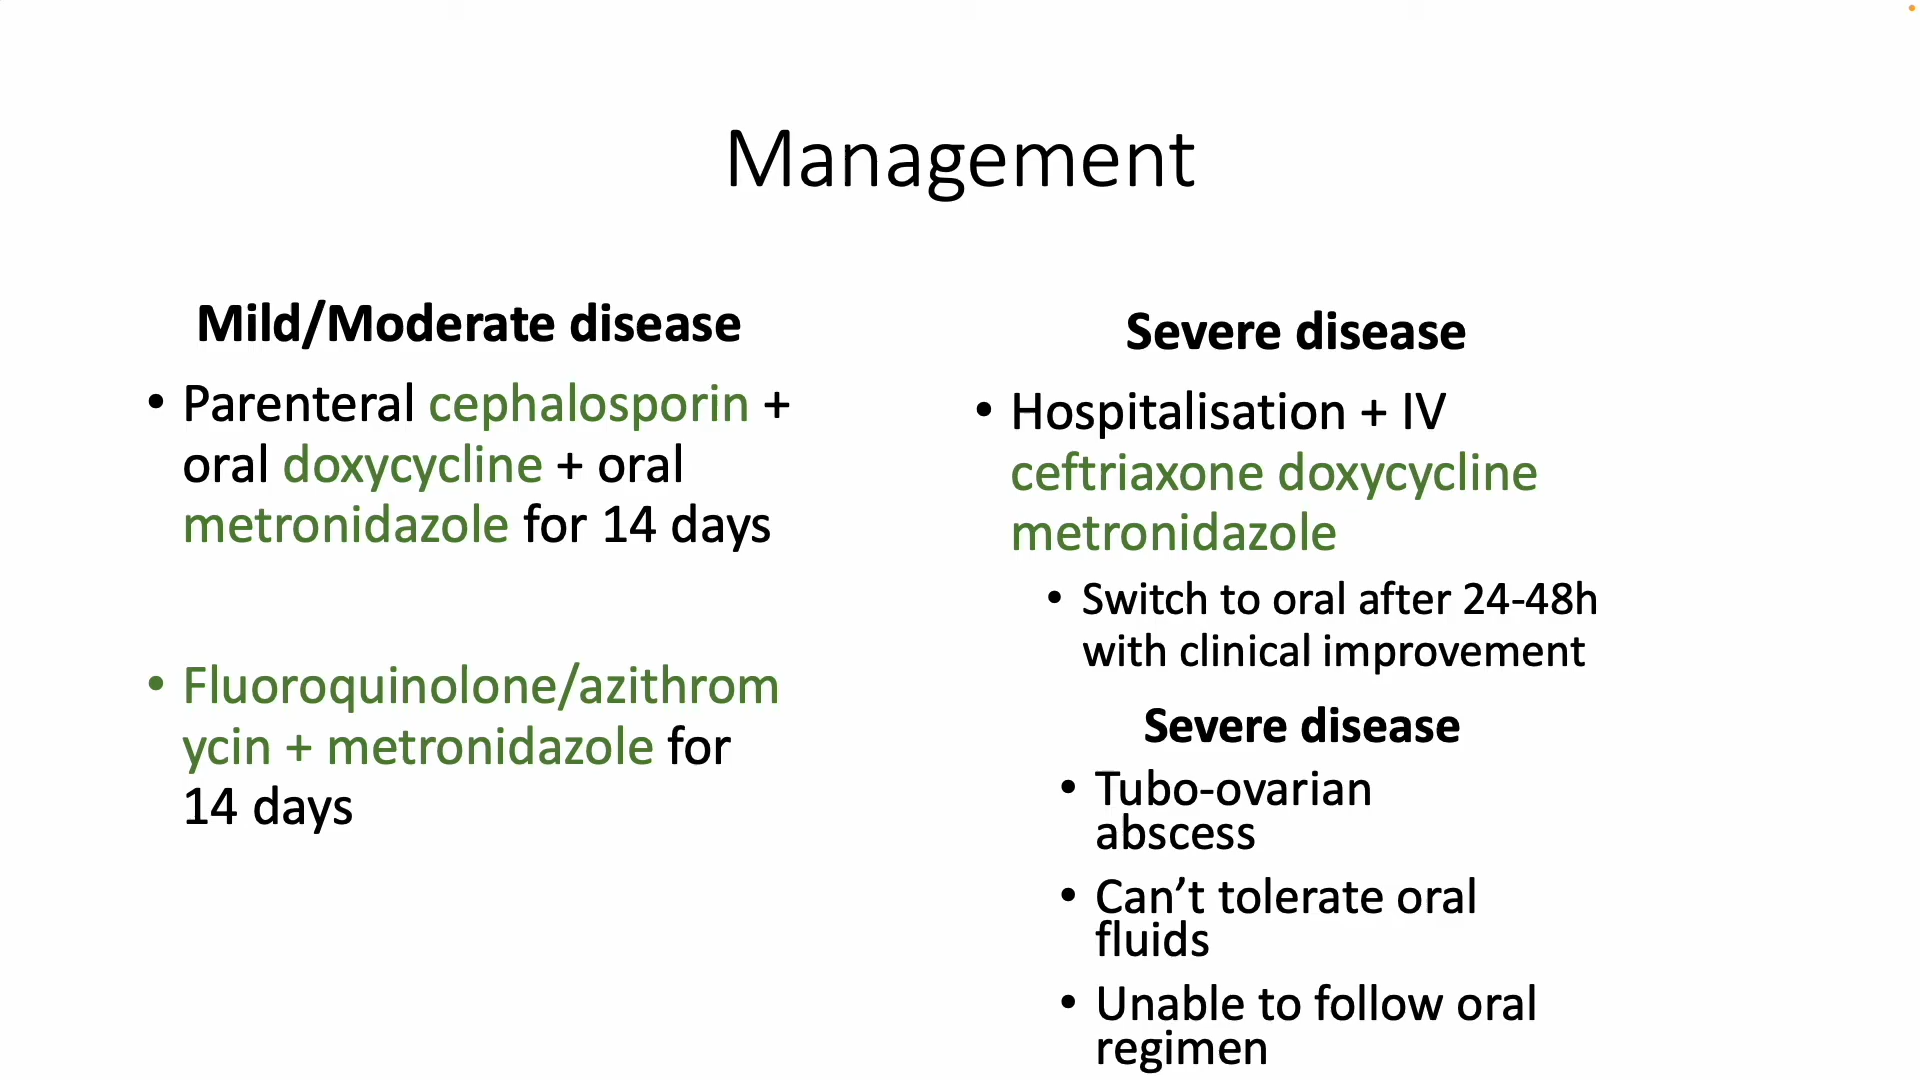 Management
Mild/Moderate disease
• Parenteral cephalosporin +
oral doxycycline + oral
metronidazole for 14 days
• Fluoroquinolone/azithrom
ycin + metronidazole for
14 days
Severe disease
• Hospitalisation + IV
ceftriaxone doxycycline
metronidazole
• Switch to oral after 24-48h
with clinical improvement
Severe disease
• Tubo-ovarian
abscess
• Can’t tolerate oral
fluids
• Unable to follow oral
regimen